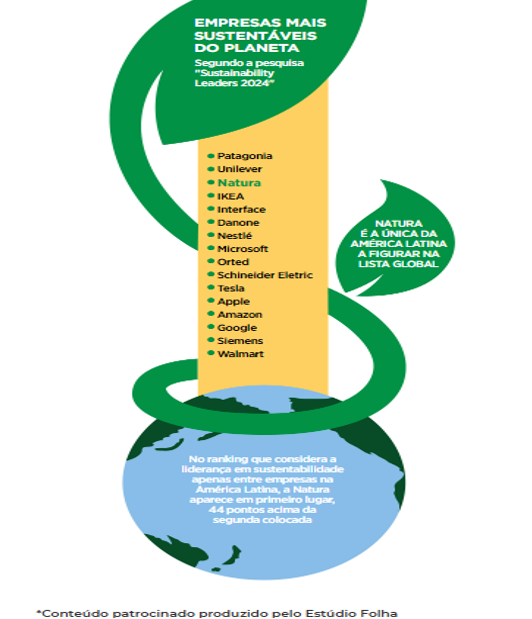 EMPRESAS MAIS
SUSTENTÁVEIS
DO PLANETA
Segundo a pesquisa
"Sustainability
Leaders 2024"
Patagonia
Unilever
Natura
IKEA
Interface
Danone
Nestlé
Microsoft
Orted
Schineider Eletric
Tesla
Apple
Amazon
Google
Siemens
Walmart
NATURA
É A ÚNICA DA
AMÉRICA LATINA
A FIGURAR NA
LISTA GLOBAL
No ranking que considera a
liderança em sustentabilidade
apenas entre empresas na
América Latina, a Natura
aparece em primeiro lugar,
44 pontos acima da
segunda colocada
*Conteúdo patrocinado produzido pelo Estúdio Folha